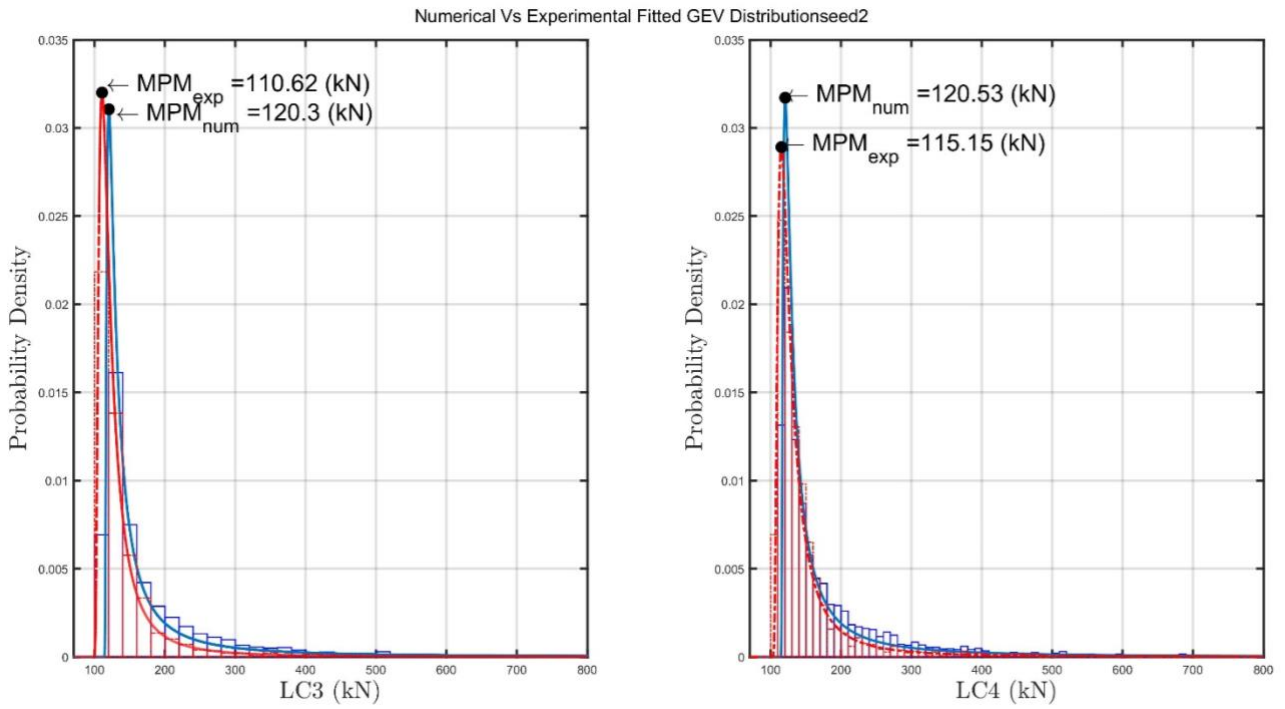 Numerical Vs Experimental Fitted GEV Distributionseed2
0.035
0.03
0.025
0.02
0.015
0.01
0.005
0
Probability Density
← MPMexp =110.62 (kN)
← MPMnum =120.3 (kN)
100 200 300 400 500 600 700 800
LC3 (kN)
0.035
0.03
0.025
0.02
0.015
0.01
0.005
0
Probability Density
← MPMnum =120.53 (kN)
← MPMexp =115.15 (kN)
100 200 300 400 500 600 700 800
LC4 (kN)